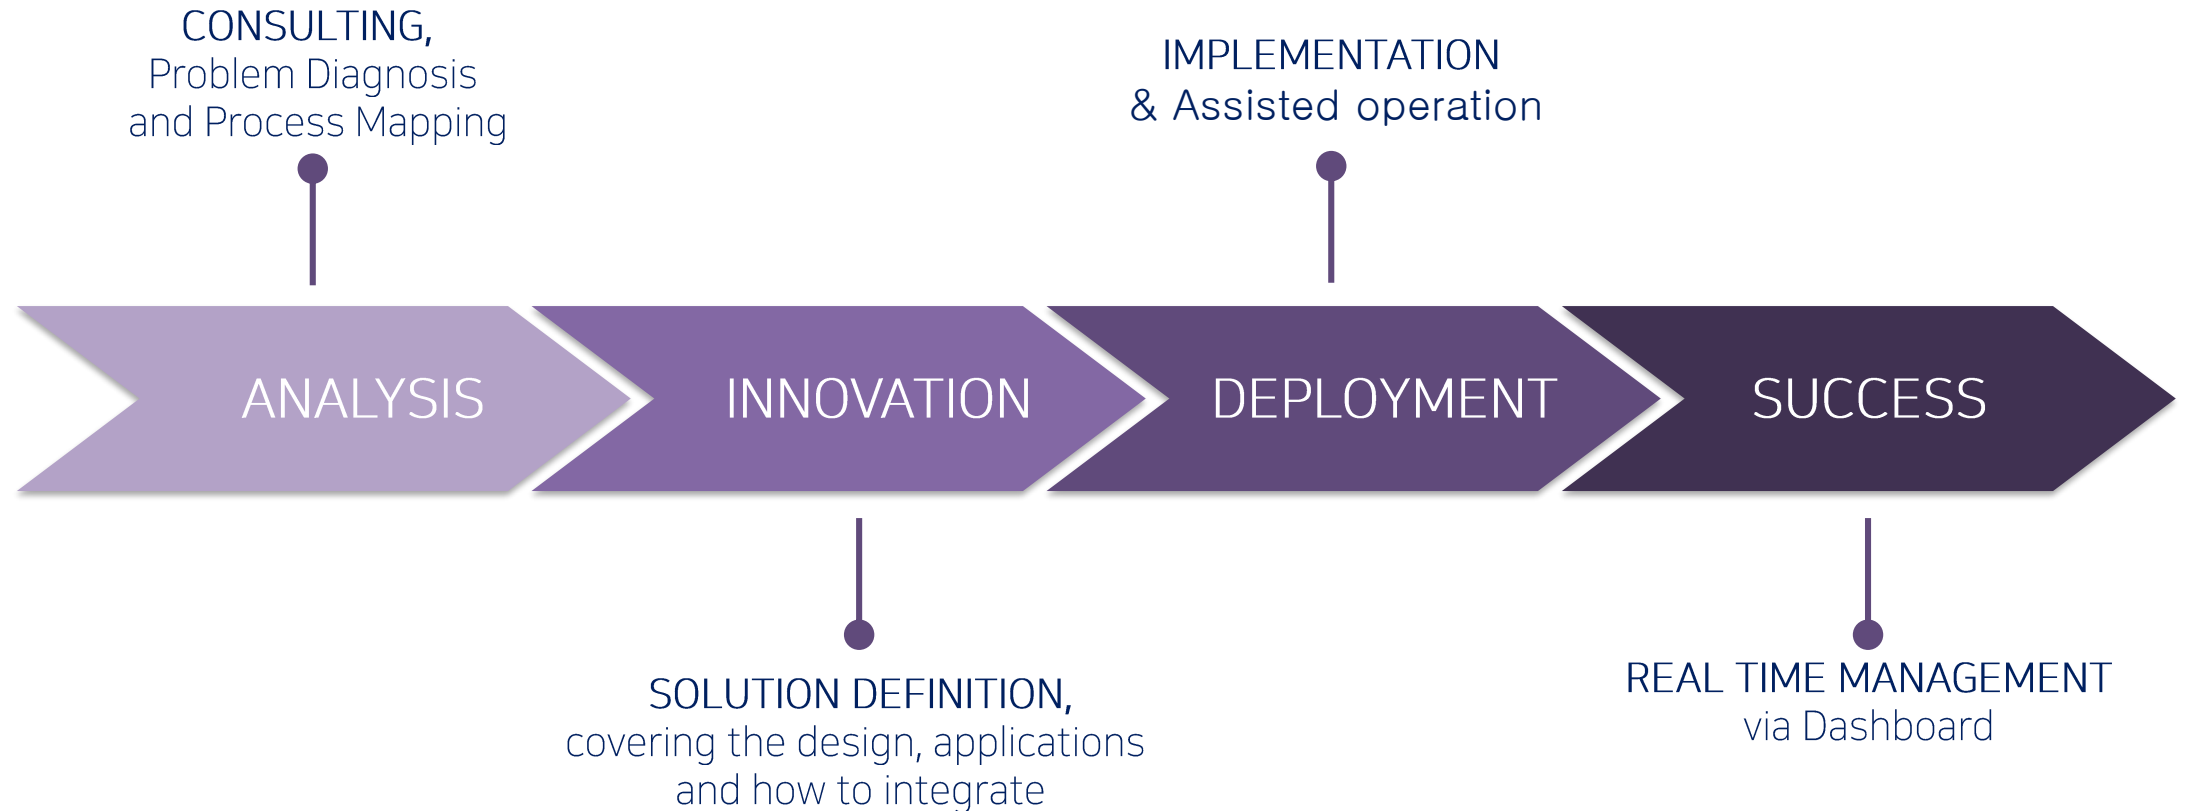 CONSULTING,
Problem Diagnosis
and Process Mapping
IMPLEMENTATION
& Assisted operation
ANALYSIS
INNOVATION
DEPLOYMENT
SUCCESS
SOLUTION DEFINITION,
covering the design, applications
and how to integrate
REAL TIME MANAGEMENT
via Dashboard